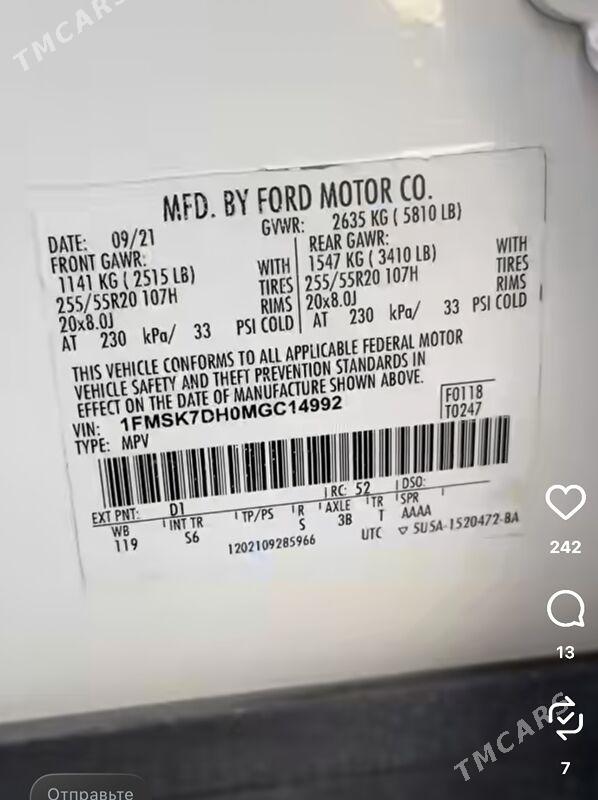 TMCARS
MFD. BY FORD MOTOR CO.
DATE: 09/21
GVWR: 2635 KG ( 5810 LB)
FRONT GAWR:
1141 KG ( 2515 LB)
WITH
255/55R20 107H
TIRES
20x8.0J
RIMS
AT 230 kPa/ 33 PSI COLD
REAR GAWR:
1547 KG ( 3410 LB)
WITH
255/55R20 107H
TIRES
20x8.0J
RIMS
AT 230 kPa/ 33 PSI COLD
THIS VEHICLE CONFORMS TO ALL APPLICABLE FEDERAL MOTOR
VEHICLE SAFETY AND THEFT PREVENTION STANDARDS IN
EFFECT ON THE DATE OF MANUFACTURE SHOWN ABOVE.
VIN: 1FMSK7DH0MGC14992
F0118
TYPE: MPV
T0247
EXT PNT: D1 RC: 52 DSO:
WB INT TR TP/PS R AXLE TR SPR
119 S6 S 3B T AAAA
1202109285966 UTC 5U5A-1520472-BA
242
13
7
TMCARS
Отправьте